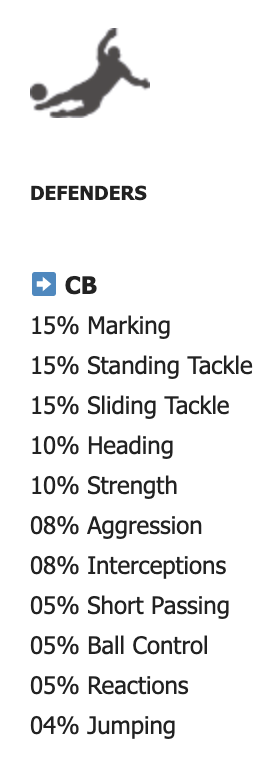 DEFENDERS
➡ CB
15% Marking
15% Standing Tackle
15% Sliding Tackle
10% Heading
10% Strength
08% Aggression
08% Interceptions
05% Short Passing
05% Ball Control
05% Reactions
04% Jumping